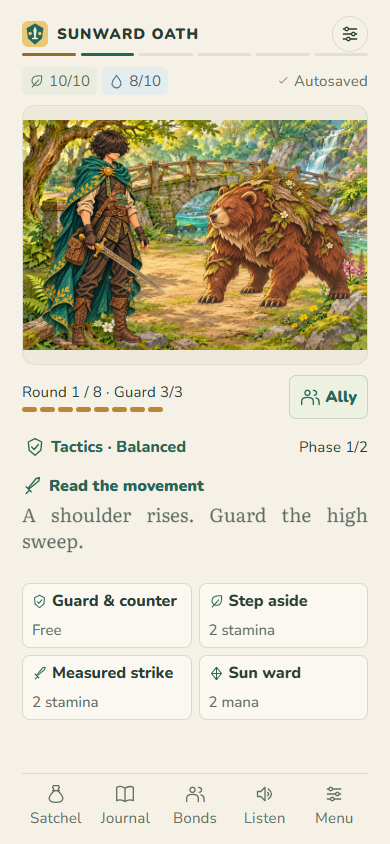 SUNWARD OATH
10/10 8/10 Autosaved
Round 1 / 8 · Guard 3/3
Ally
Tactics · Balanced Phase 1/2
Read the movement
A shoulder rises. Guard the high
sweep.
Guard & counter
Free
Step aside
2 stamina
Measured strike
2 stamina
Sun ward
2 mana
Satchel Journal Bonds Listen Menu